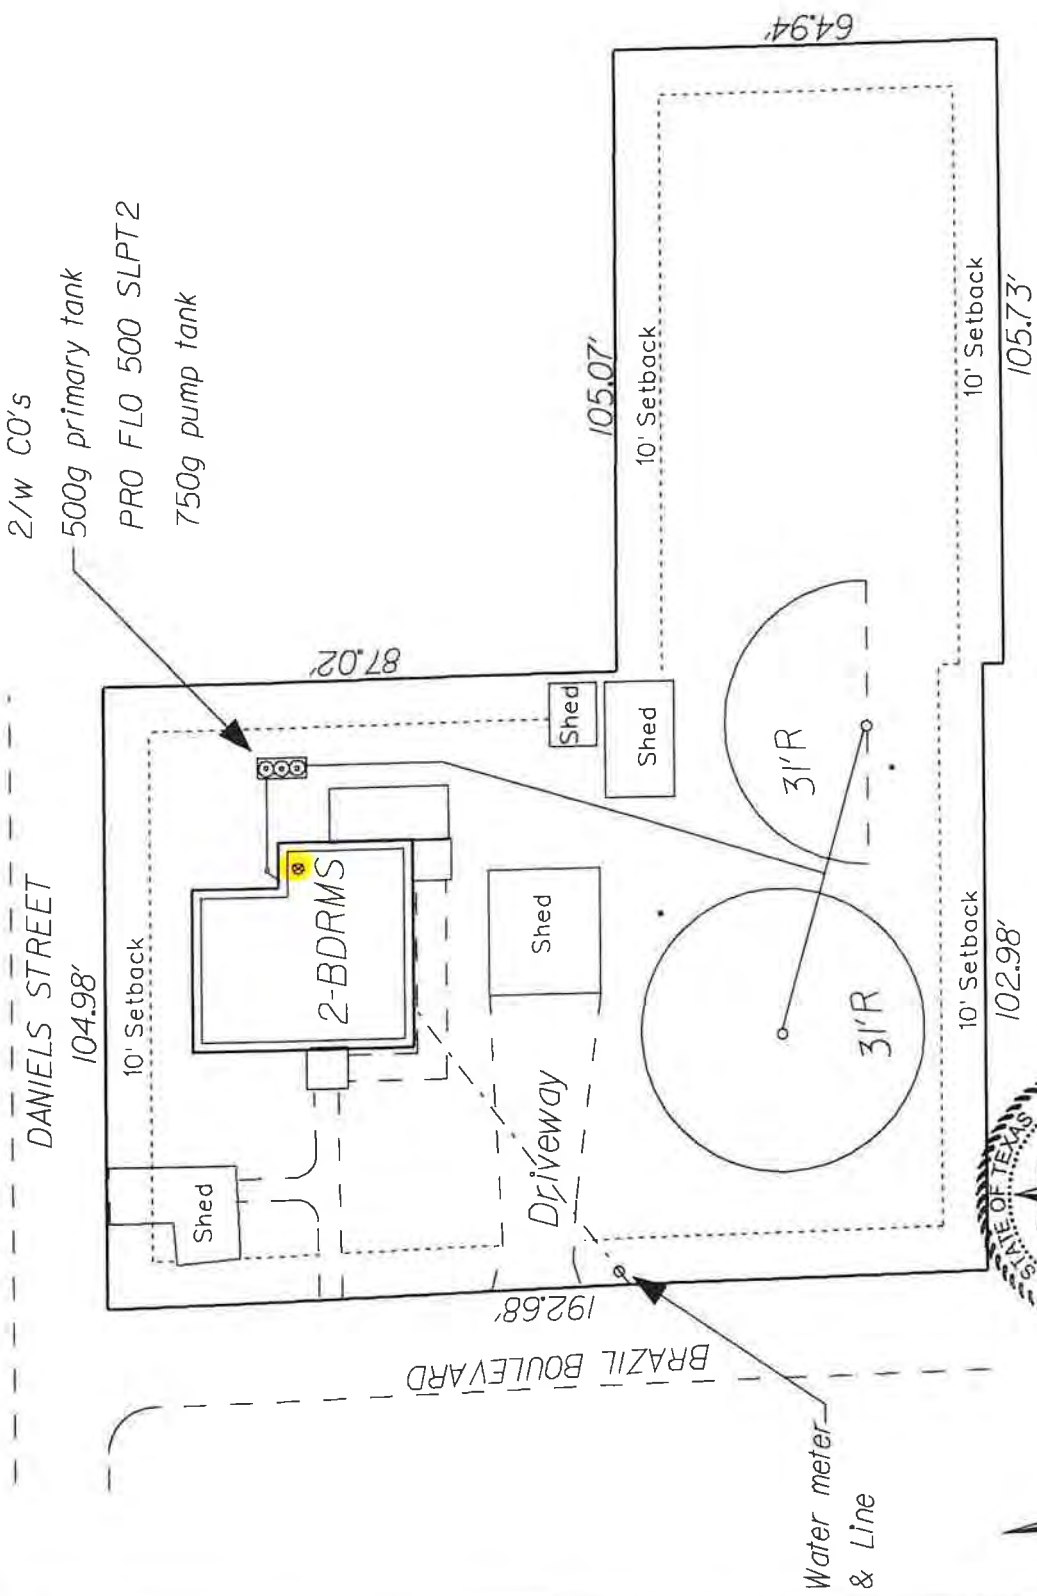 2/w CO's
500g primary tank
PRO FLO 500 SLPT2
750g pump tank
DANIELS STREET
104.98'
10' Setback
87.02'
64.94'
105.07'
10' Setback
10' Setback
105.73'
2-BDRMS
Shed
Shed
Shed
Shed
31'R
31'R
10' Setback
102.98'
Driveway
192.68'
BRAZIL BOULEVARD
Water meter
& Line
STATE OF TEXAS